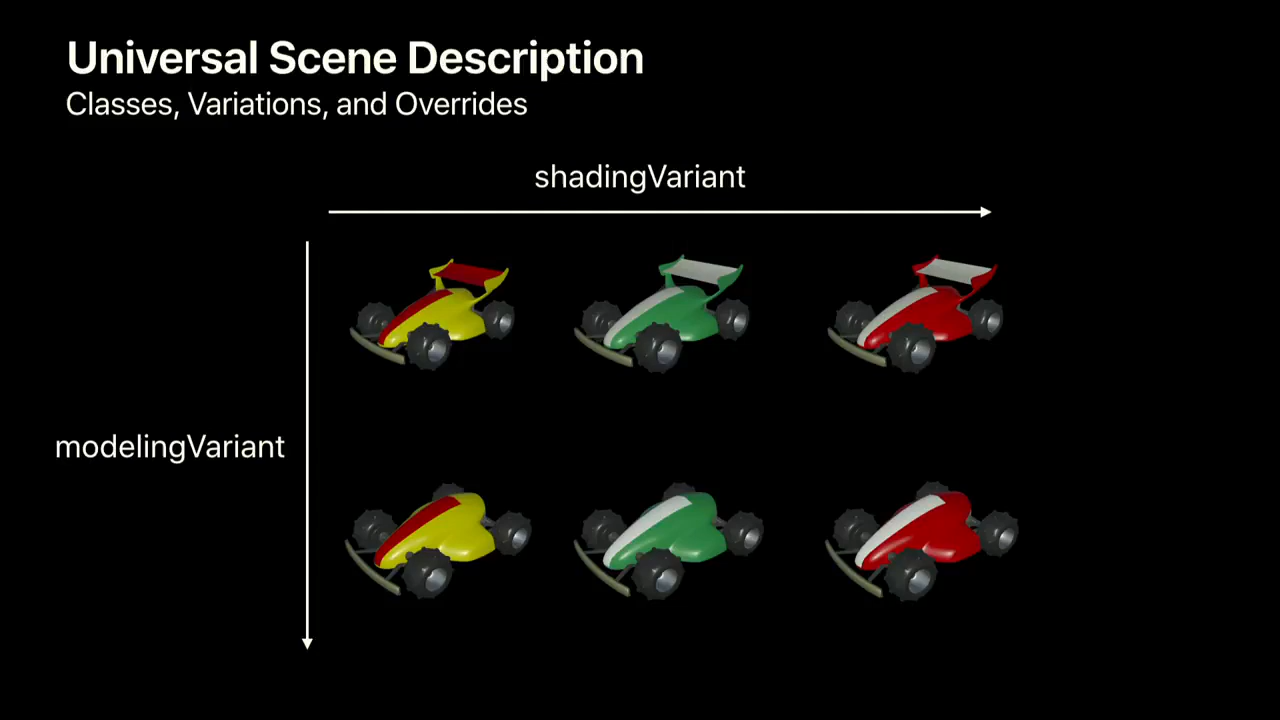 Universal Scene Description
Classes, Variations, and Overrides
shadingVariant
modelingVariant